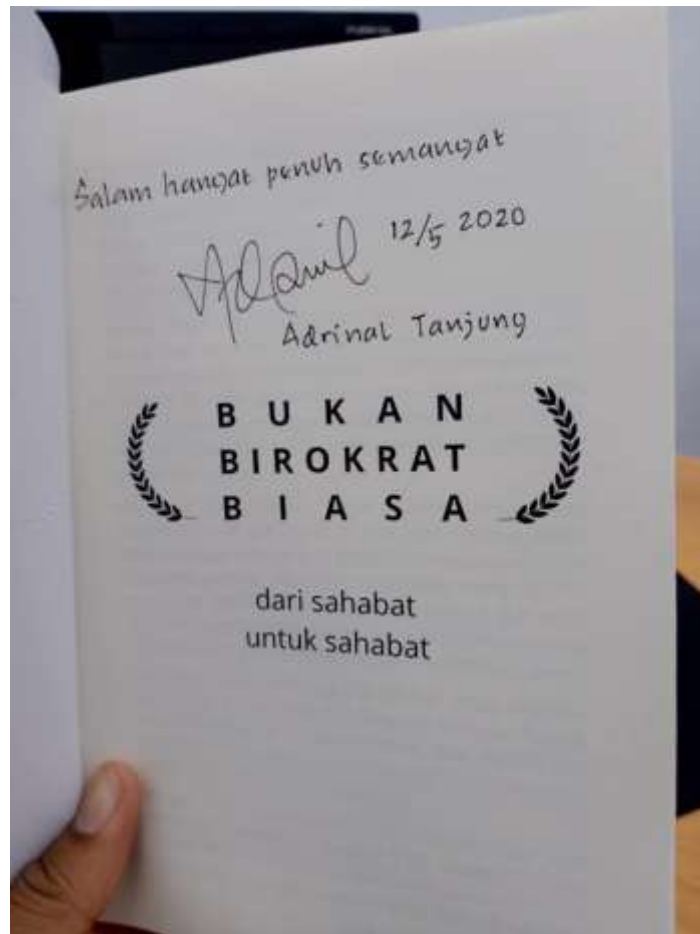 Salam hangat penuh semangat
12/5 2020
Adrinal Tanjung
BUKAN
BIROKRAT
BIASA
dari sahabat
untuk sahabat